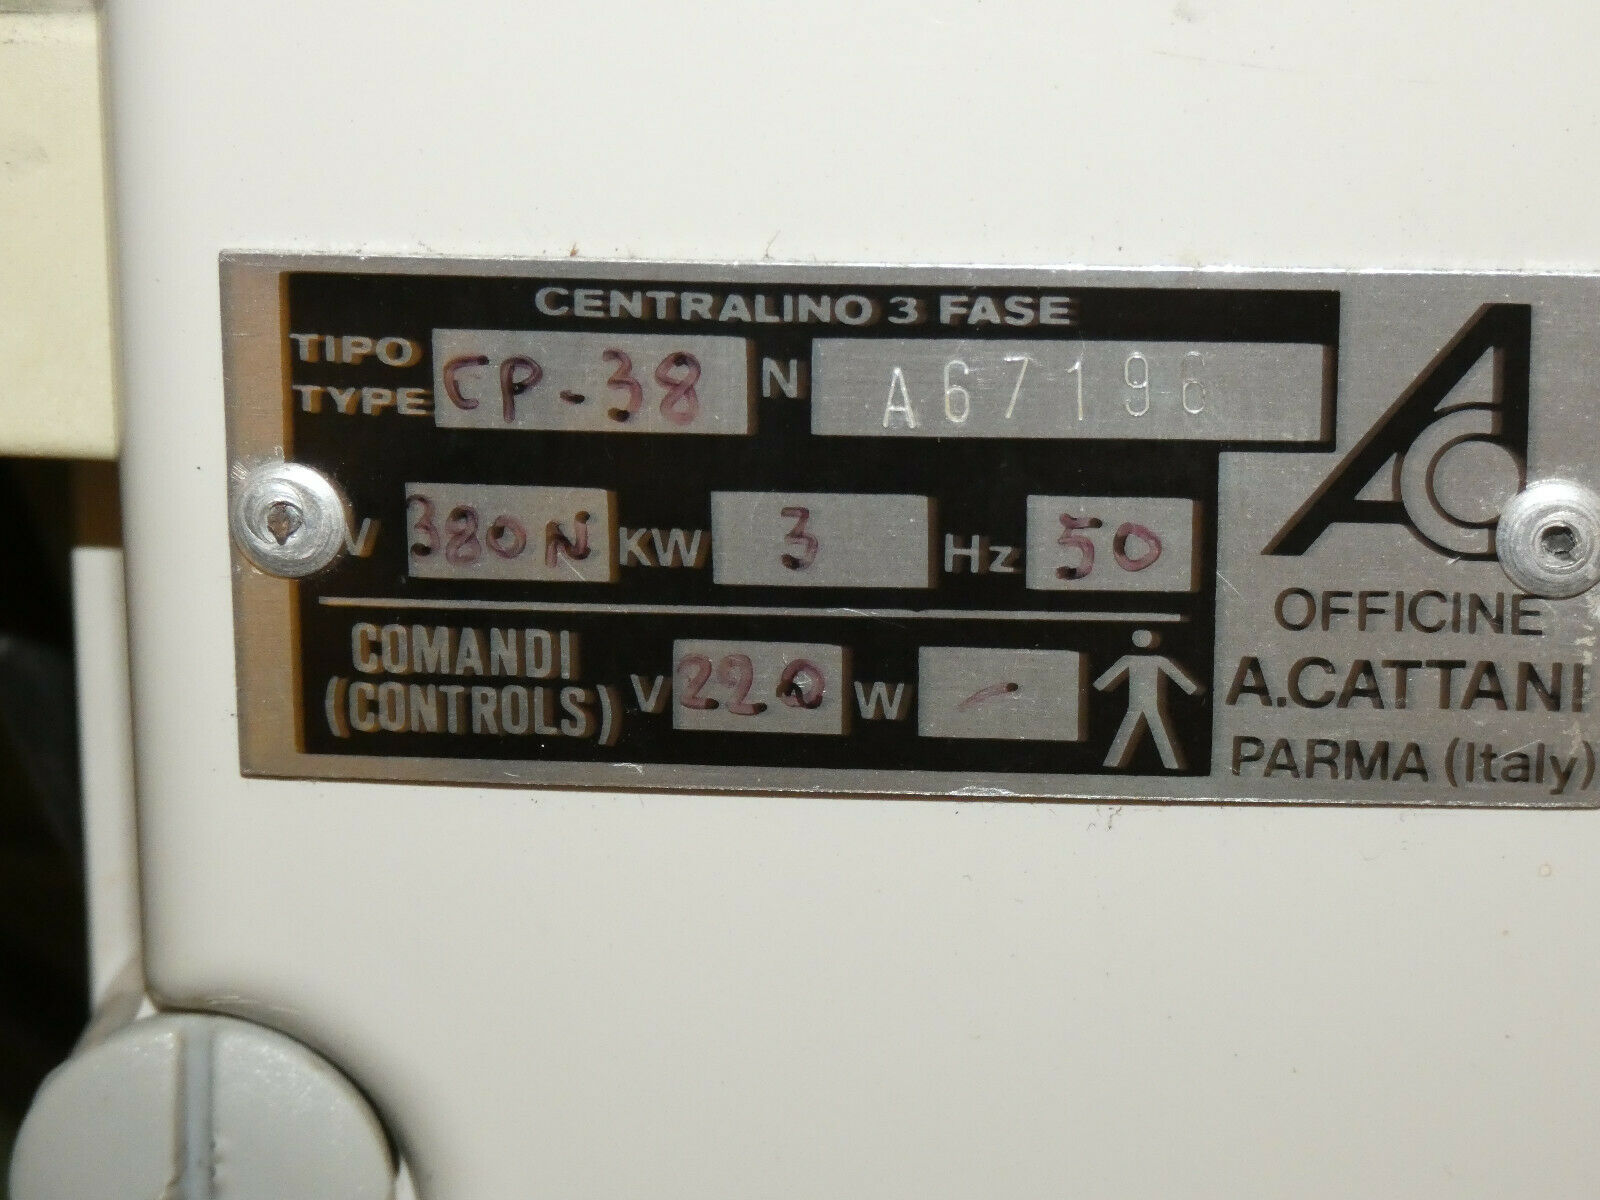 CENTRALINO 3 FASE
TIPO
TYPE CP-38 N A67196
V 380N KW 3 Hz 50
COMANDI
(CONTROLS) V 220 W -
AC
OFFICINE
A.CATTANI
PARMA (Italy)